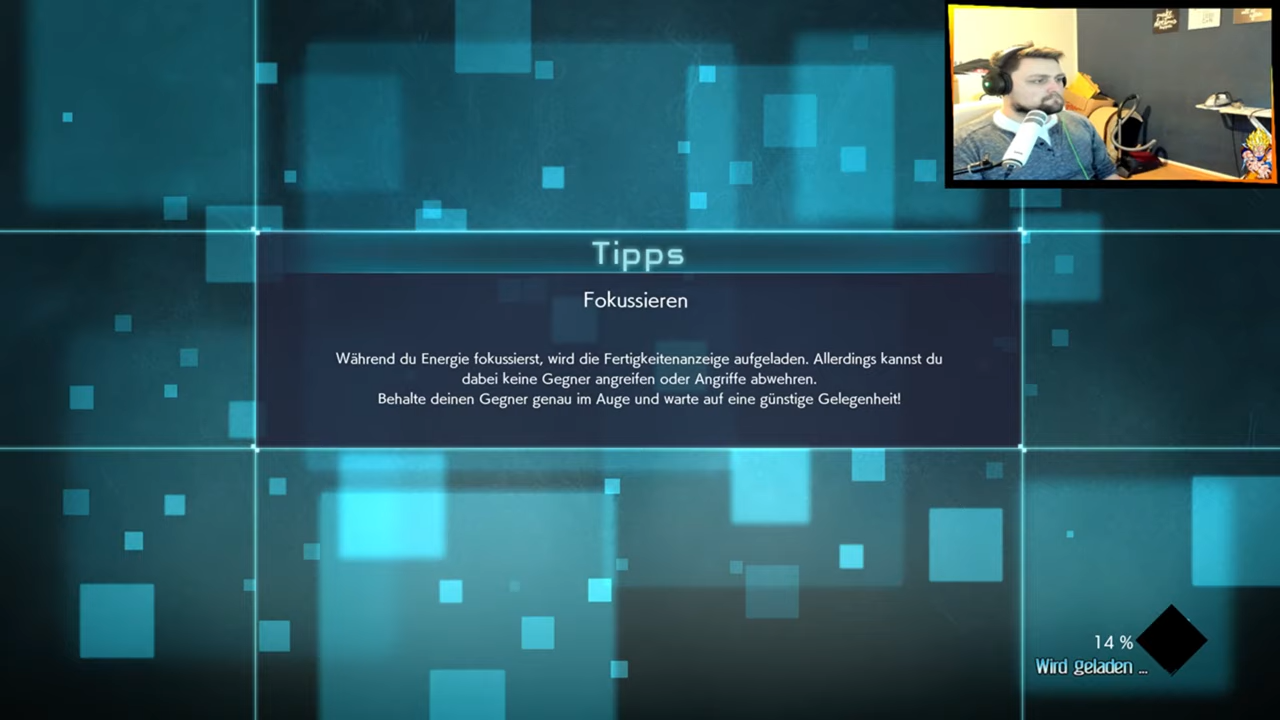 Tipps
Fokussieren
Während du Energie fokussierst, wird die Fertigkeitenanzeige aufgeladen. Allerdings kannst du
dabei keine Gegner angreifen oder Angriffe abwehren.
Behalte deinen Gegner genau im Auge und warte auf eine günstige Gelegenheit!
14 %
Wird geladen ...